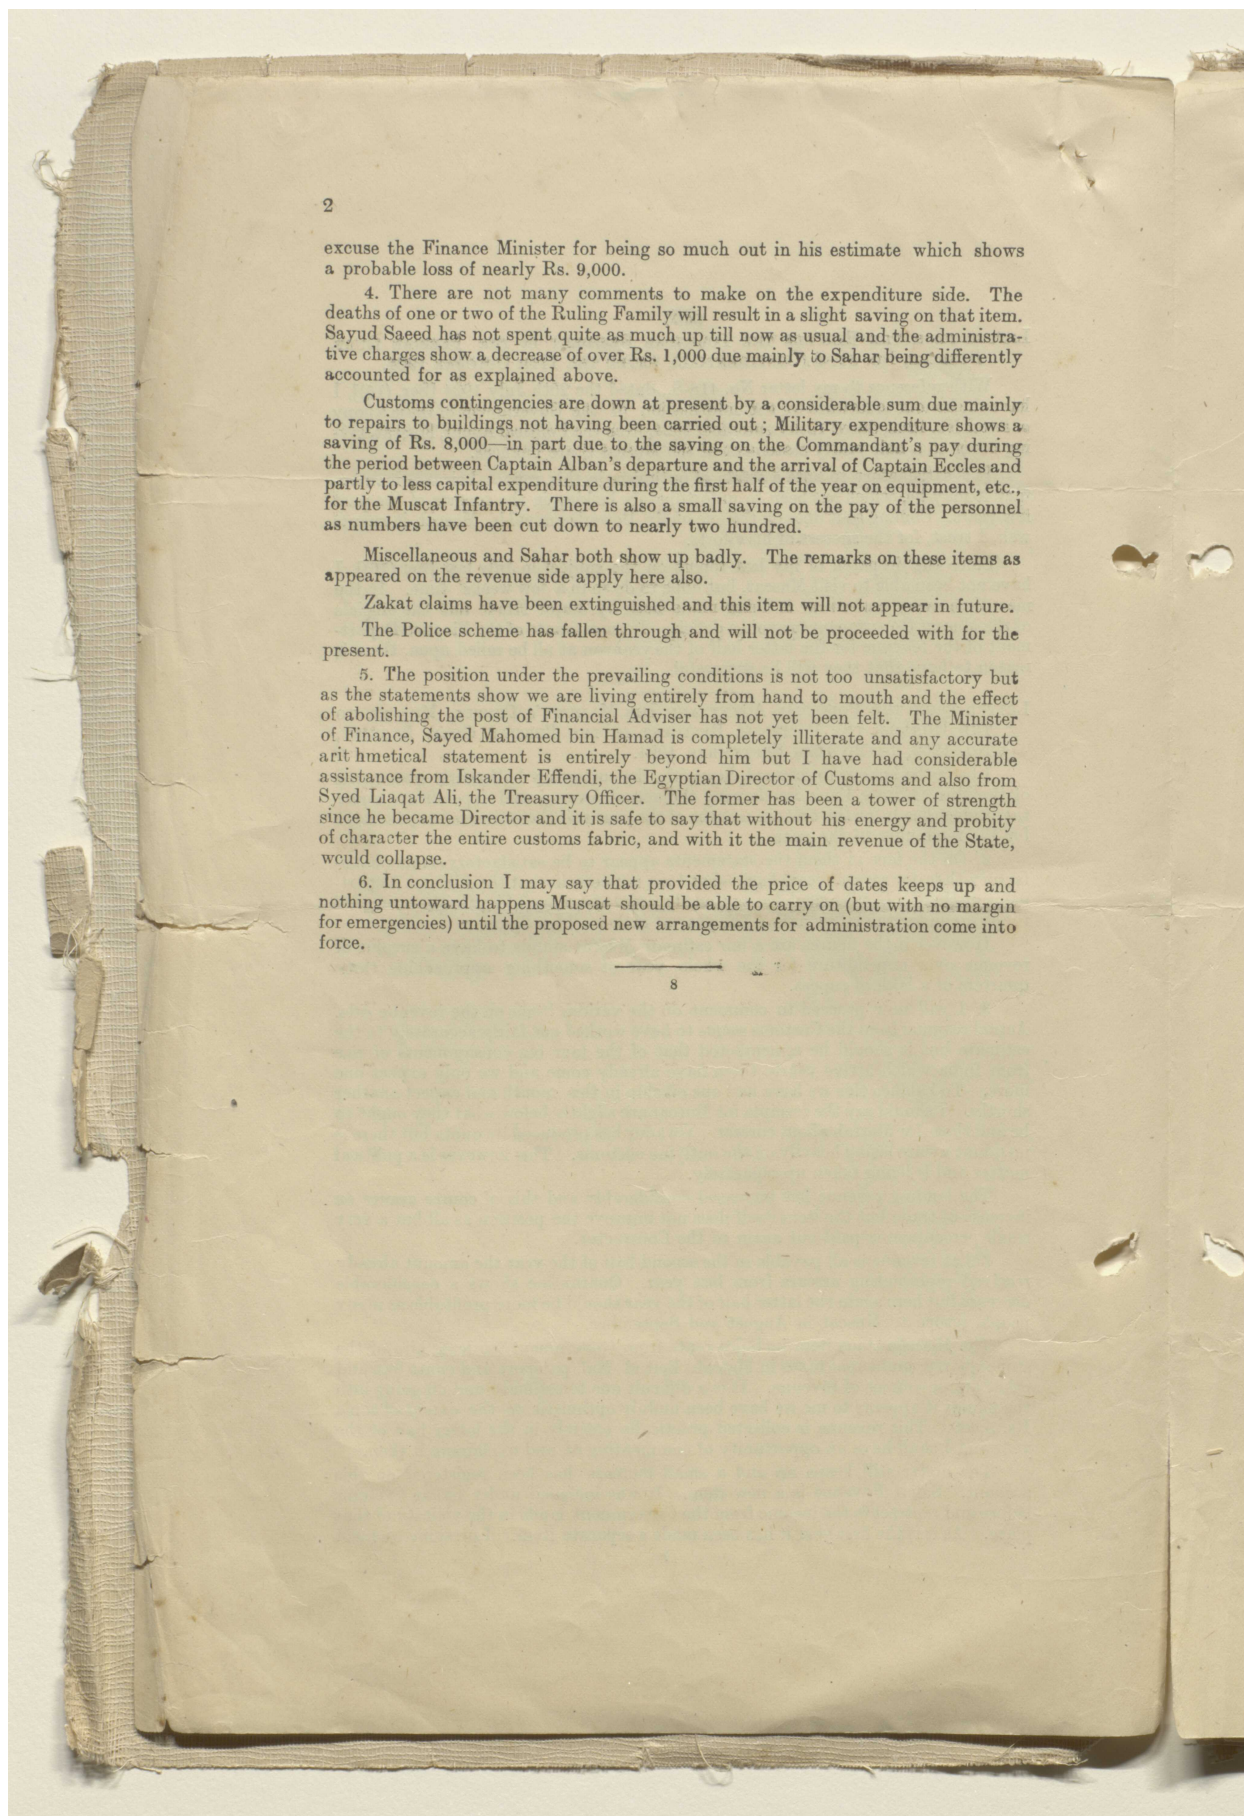 2
excuse the Finance Minister for being so much out in his estimate which shows
a probable loss of nearly Rs. 9,000.
4. There are not many comments to make on the expenditure side. The
deaths of one or two of the Ruling Family will result in a slight saving on that item.
Sayud Saeed has not spent quite as much up till now as usual and the administra-
tive charges show a decrease of over Rs. 1,000 due mainly to Sahar being differently
accounted for as explained above.
Customs contingencies are down at present by a considerable sum due mainly
to repairs to buildings not having been carried out ; Military expenditure shows a
saving of Rs. 8,000—in part due to the saving on the Commandant's pay during
the period between Captain Alban's departure and the arrival of Captain Eccles and
partly to less capital expenditure during the first half of the year on equipment, etc.,
for the Muscat Infantry. There is also a small saving on the pay of the personnel
as numbers have been cut down to nearly two hundred.
Miscellaneous and Sahar both show up badly. The remarks on these items as
appeared on the revenue side apply here also.
Zakat claims have been extinguished and this item will not appear in future.
The Police scheme has fallen through and will not be proceeded with for the
present.
5. The position under the prevailing conditions is not too unsatisfactory but
as the statements show we are living entirely from hand to mouth and the effect
of abolishing the post of Financial Adviser has not yet been felt. The Minister
of Finance, Sayed Mahomed bin Hamad is completely illiterate and any accurate
arit hmetical statement is entirely beyond him but I have had considerable
assistance from Iskander Effendi, the Egyptian Director of Customs and also from
Syed Liaqat Ali, the Treasury Officer. The former has been a tower of strength
since he became Director and it is safe to say that without his energy and probity
of character the entire customs fabric, and with it the main revenue of the State,
wculd collapse.
6. In conclusion I may say that provided the price of dates keeps up and
nothing untoward happens Muscat should be able to carry on (but with no margin
for emergencies) until the proposed new arrangements for administration come into
force.
8